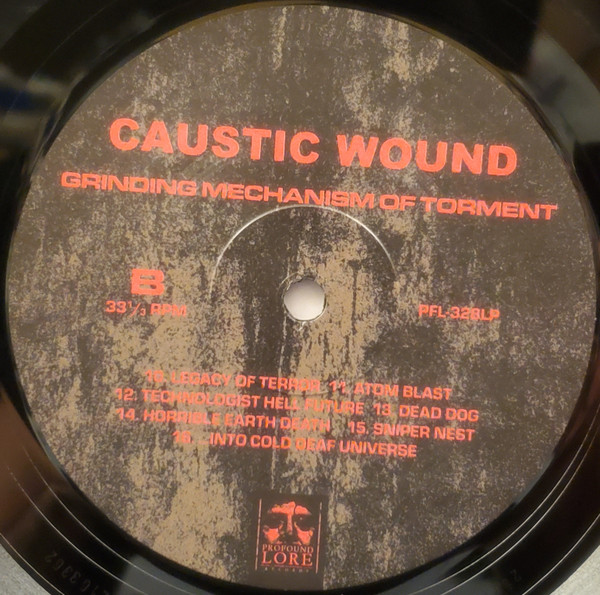 CAUSTIC WOUND
GRINDING MECHANISM OF TORMENT
B
33⅓ RPM
PFL-328LP
10. LEGACY OF TERROR 11. ATOM BLAST
12. TECHNOLOGIST HELL FUTURE 13. DEAD DOG
14. HORRIBLE EARTH DEATH 15. SNIPER NEST
16. ...INTO COLD DEAF UNIVERSE
PROFOUND
LORE
RECORDS